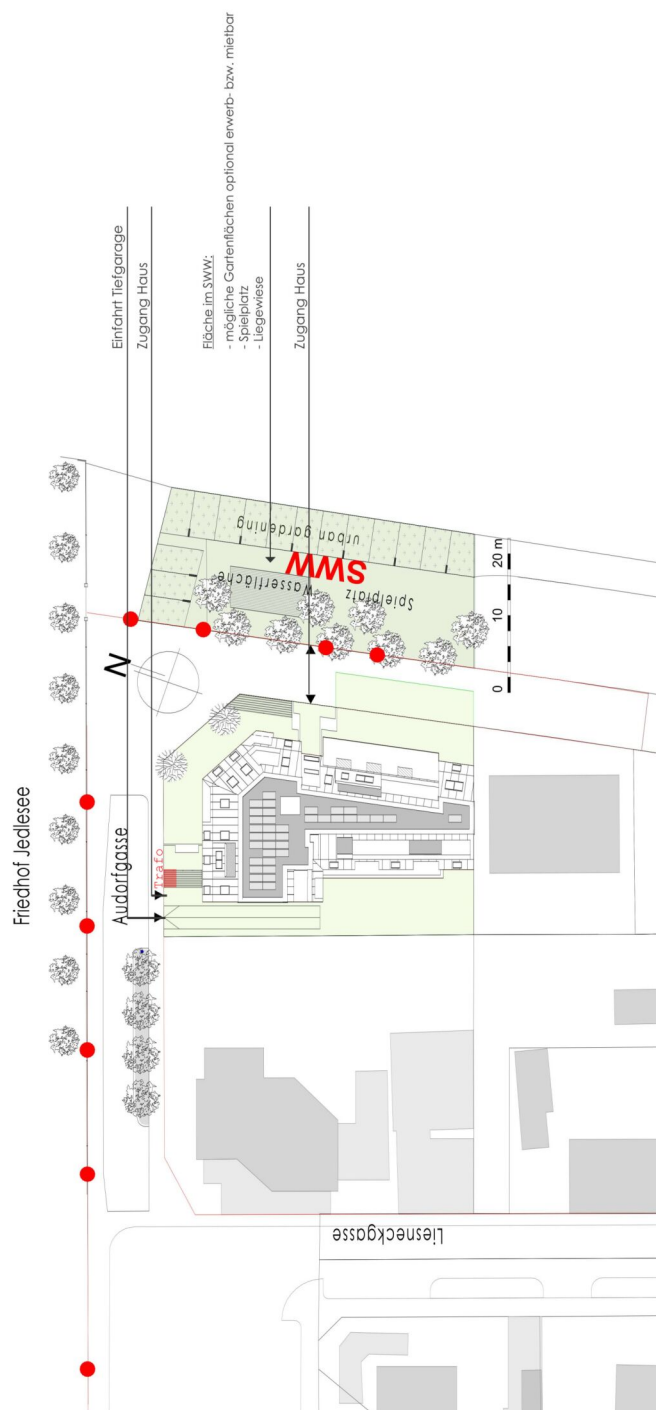 Friedhof Jedlesee
Audorfgasse
Trafo
Einfahrt Tiefgarage
Zugang Haus
Fläche im SWW:
- mögliche Gartenflächen optional erwerb- bzw. mietbar
- Spielplatz
- Liegewiese
Zugang Haus
N
urban gardening
SWW
Wasserfläche
Spielplatz
0 10 20 m
Liesneckgasse